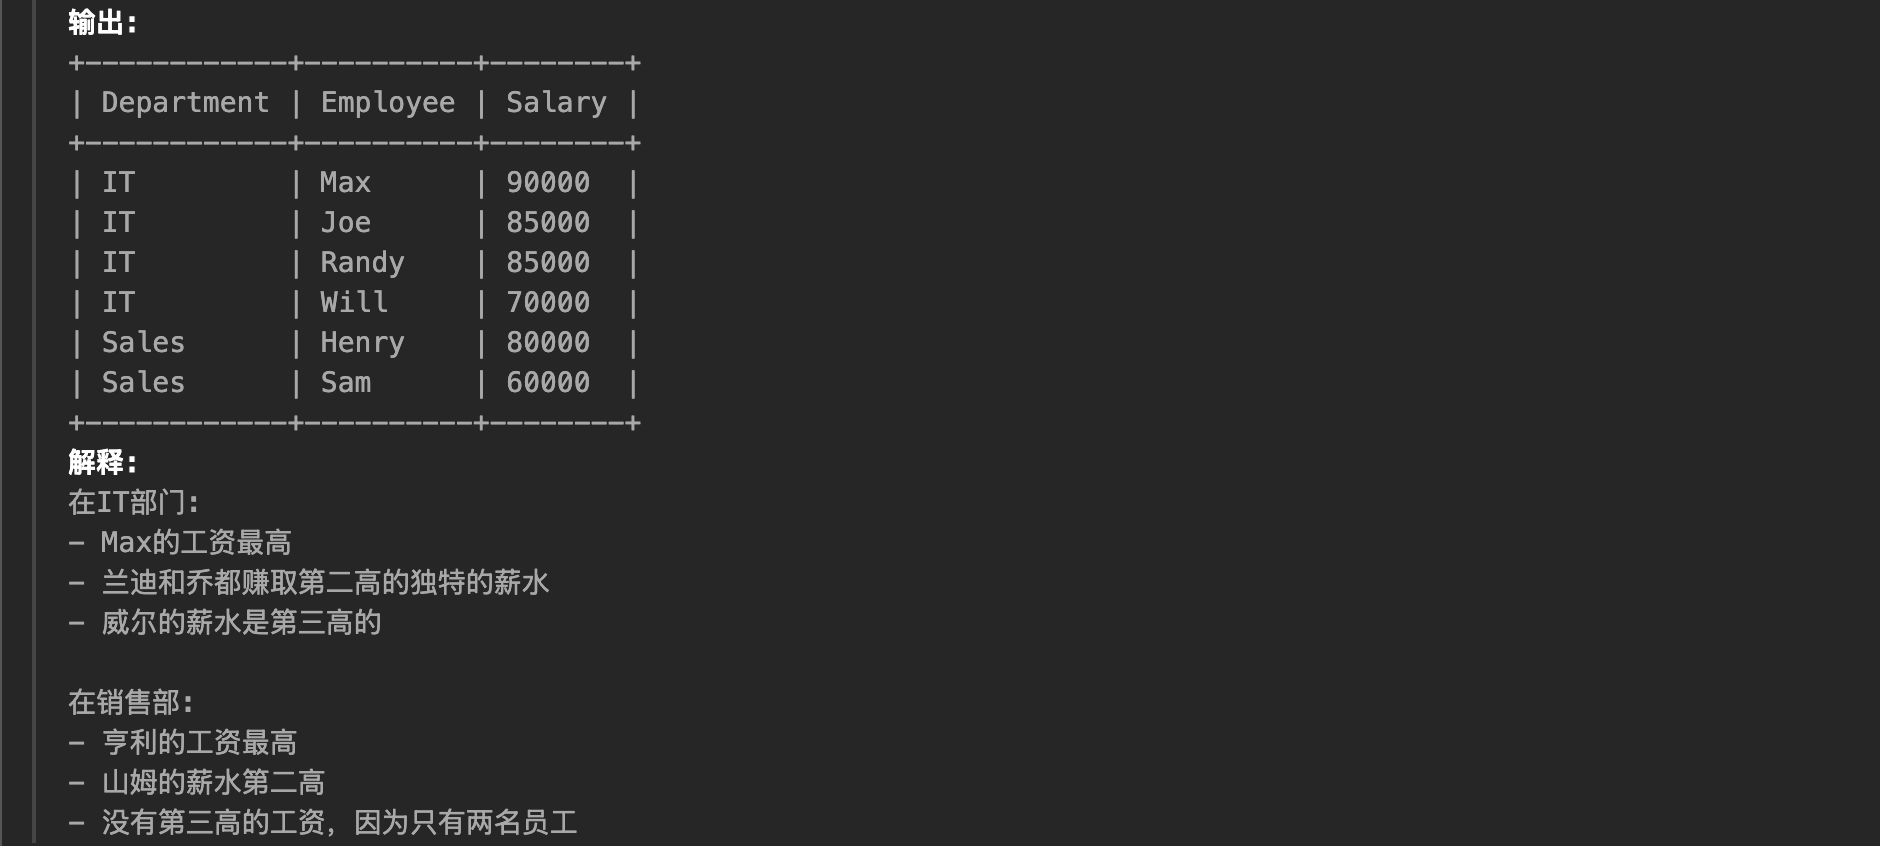 输出:
+------------+----------+--------+
| Department | Employee | Salary |
+------------+----------+--------+
| IT         | Max      | 90000  |
| IT         | Joe      | 85000  |
| IT         | Randy    | 85000  |
| IT         | Will     | 70000  |
| Sales      | Henry    | 80000  |
| Sales      | Sam      | 60000  |
+------------+----------+--------+
解释:
在IT部门:
- Max的工资最高
- 兰迪和乔都赚取第二高的独特的薪水
- 威尔的薪水是第三高的
在销售部:
- 亨利的工资最高
- 山姆的薪水第二高
- 没有第三高的工资，因为只有两名员工